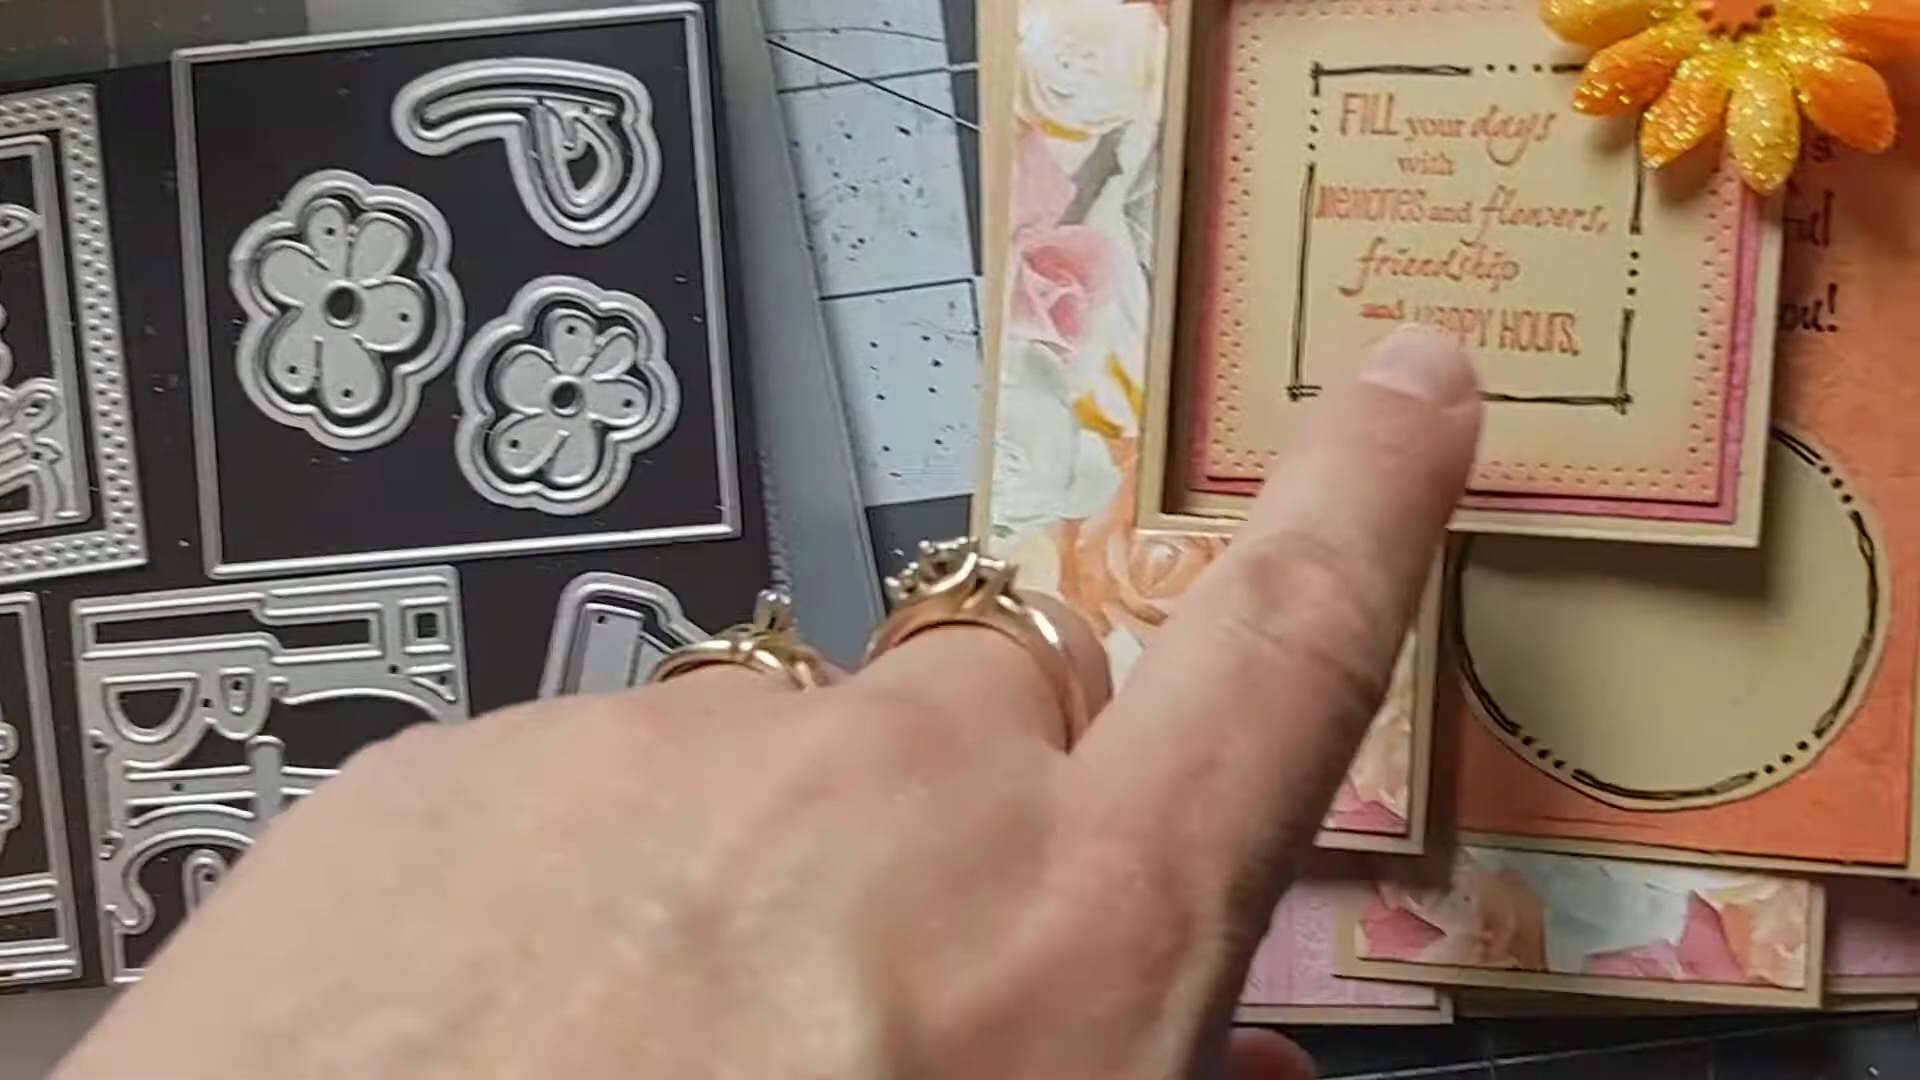 FILL your days
with
MEMORIES and flowers,
friendship
and HAPPY HOURS.
ou!